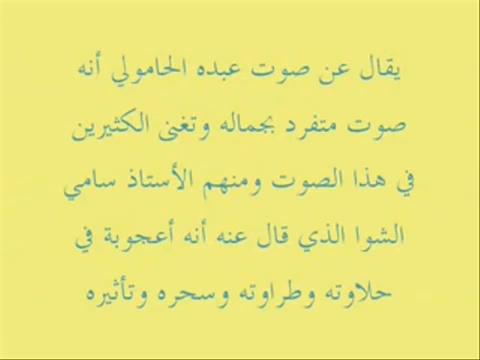 يقال عن صوت عبده الحامولي أنه
صوت متفرد بجماله وتغنى الكثيرين
في هذا الصوت ومنهم الأستاذ سامي
الشوا الذي قال عنه أنه أعجوبة في
حلاوته وطراوته وسحره وتأثيره